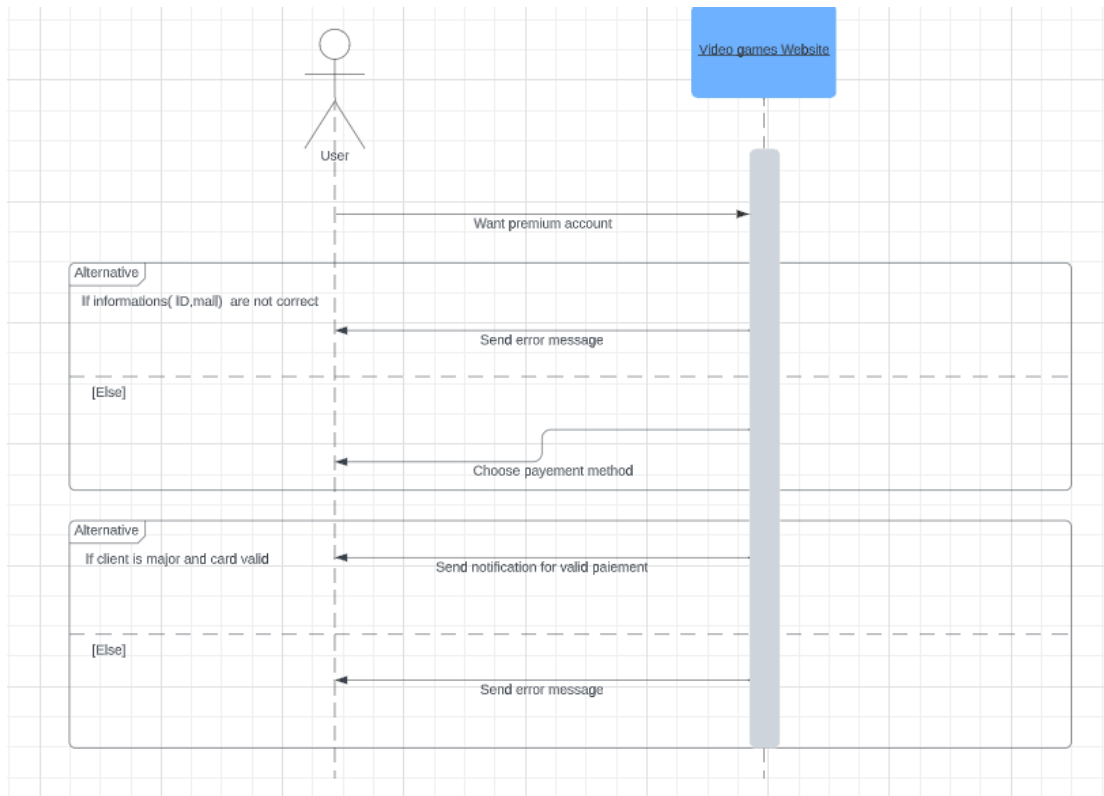 Video games Website
User
Want premium account
Alternative
If informations( ID,mail)  are not correct
Send error message
[Else]
Choose payement method
Alternative
If client is major and card valid
Send notification for valid paiement
[Else]
Send error message